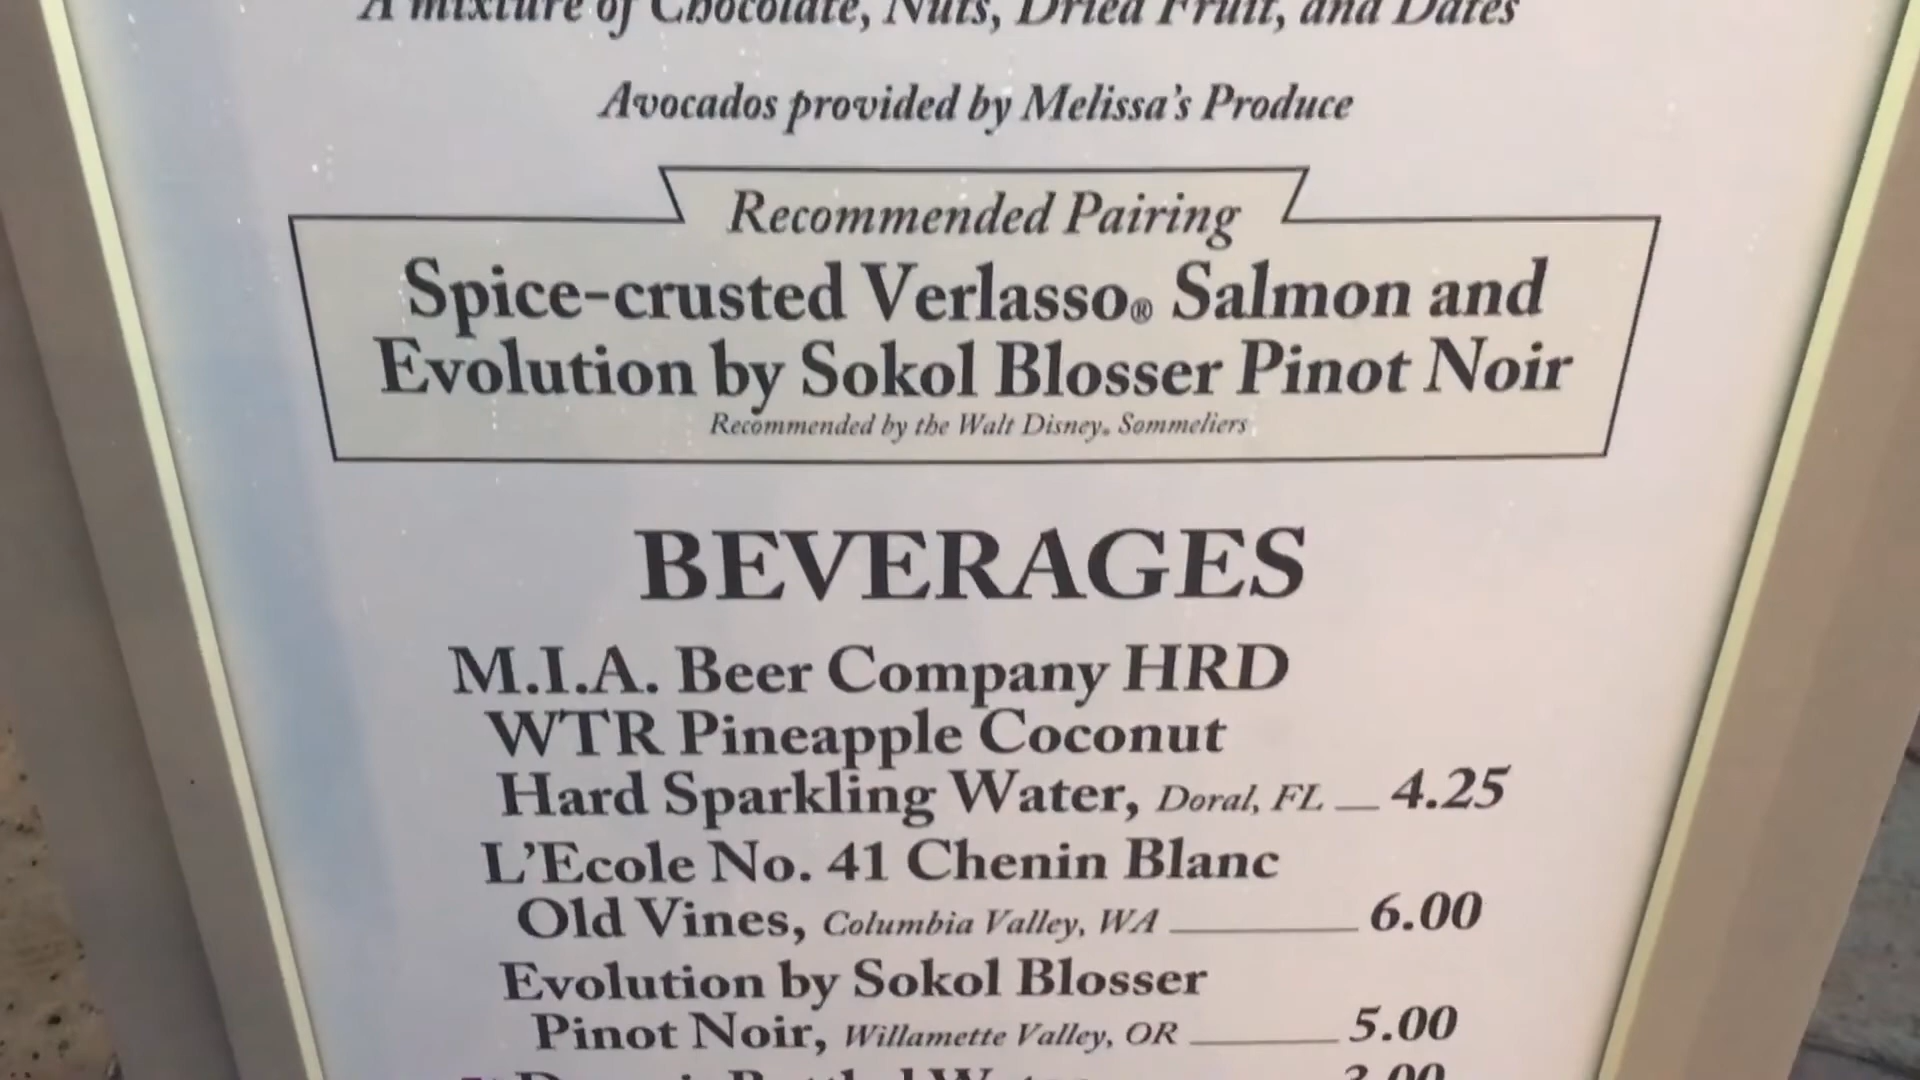 A mixture of Chocolate, Nuts, Dried Fruit, and Dates
Avocados provided by Melissa's Produce
Recommended Pairing
Spice-crusted Verlasso® Salmon and
Evolution by Sokol Blosser Pinot Noir
Recommended by the Walt Disney® Sommeliers
BEVERAGES
M.I.A. Beer Company HRD
WTR Pineapple Coconut
Hard Sparkling Water, Doral, FL 4.25
L'Ecole No. 41 Chenin Blanc
Old Vines, Columbia Valley, WA 6.00
Evolution by Sokol Blosser
Pinot Noir, Willamette Valley, OR 5.00
3.00